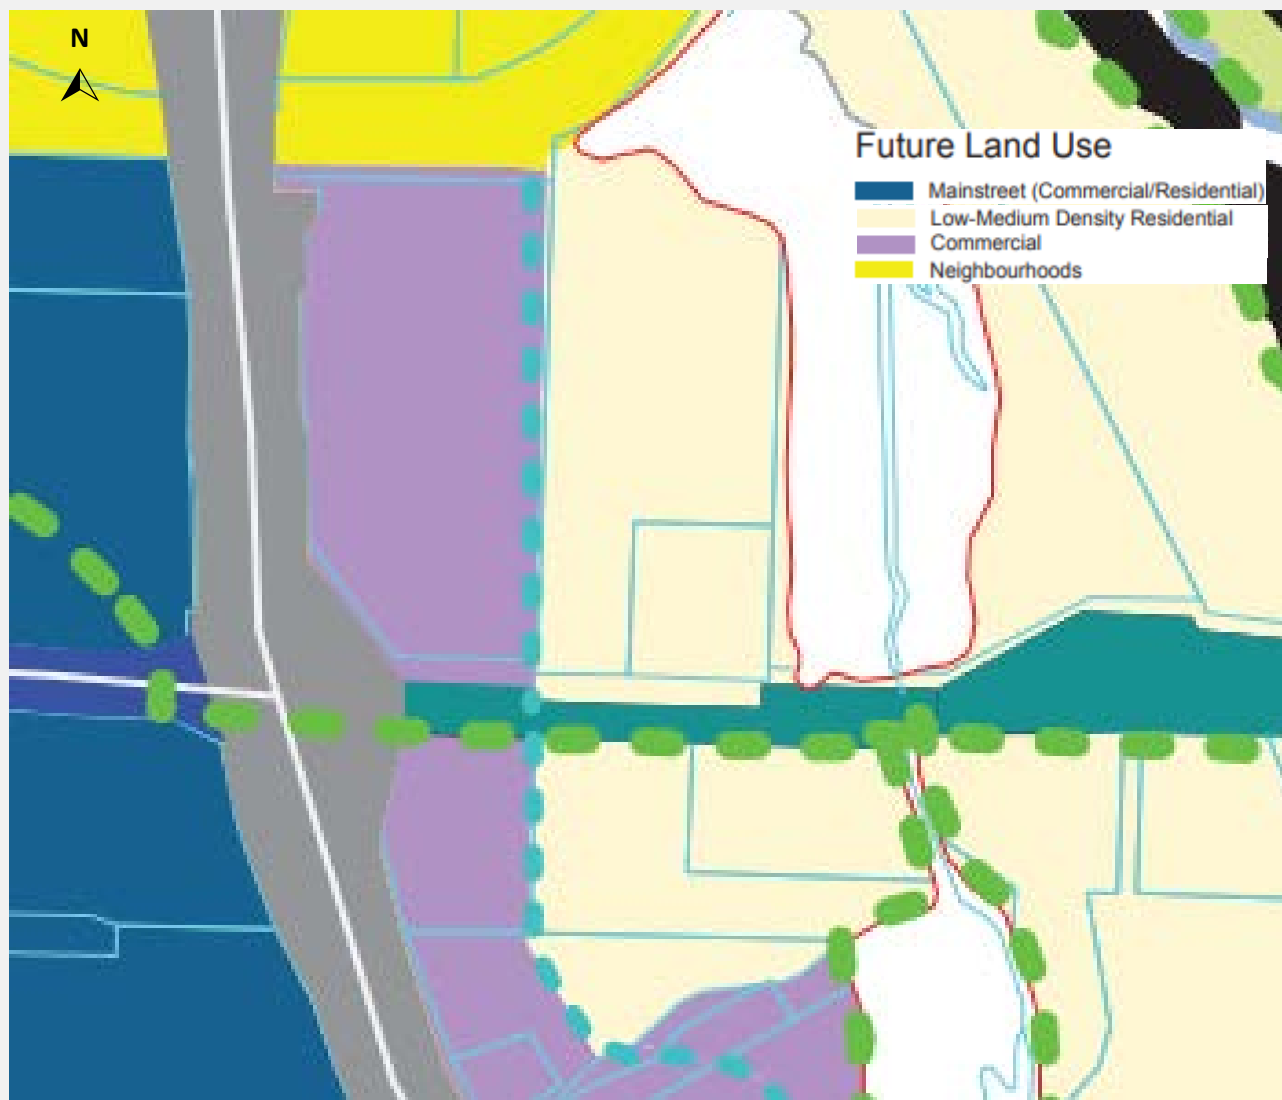 N
Future Land Use
Mainstreet (Commercial/Residential)
Low-Medium Density Residential
Commercial
Neighbourhoods